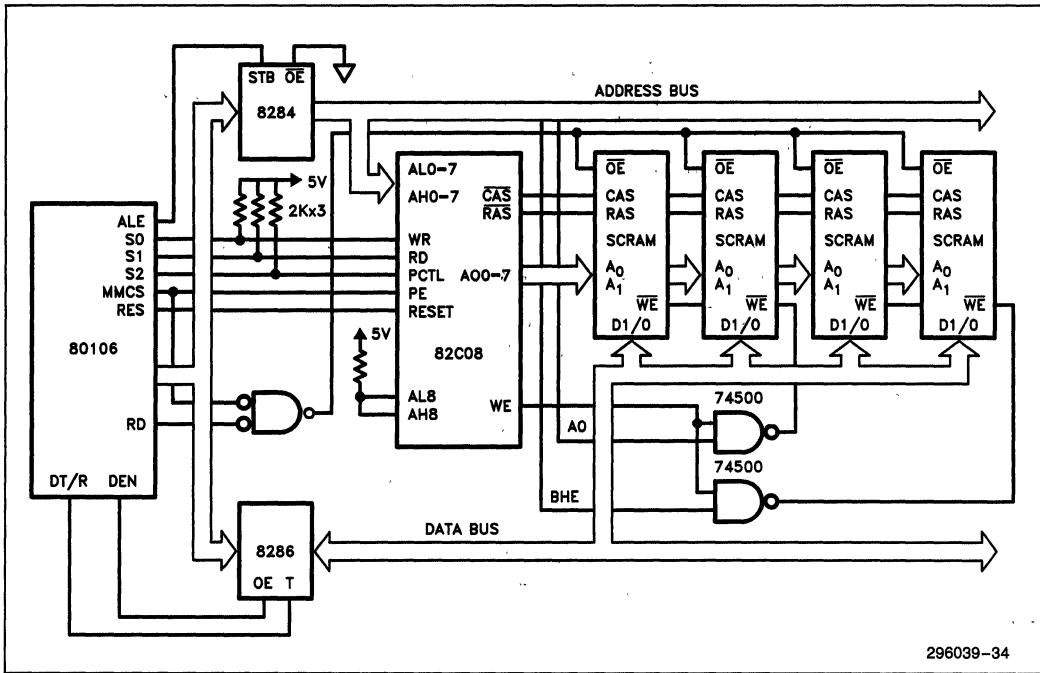 STB OE
8284
ADDRESS BUS
5V
2Kx3
80106
ALE
S0
S1
S2
MMCS
RES
RD
DT/R DEN
AL0-7
AH0-7
CAS
RAS
WR
RD
PCTL
PE
RESET
AO0-7
82C08
5V
AL8
AH8
WE
OE
CAS
RAS
SCRAM
A0
A1
WE
D1/0
OE
CAS
RAS
SCRAM
A0
A1
WE
D1/0
OE
CAS
RAS
SCRAM
A0
A1
WE
D1/0
OE
CAS
RAS
SCRAM
A0
A1
WE
D1/0
74500
A0
74500
BHE
DATA BUS
8286
OE T
296039-34